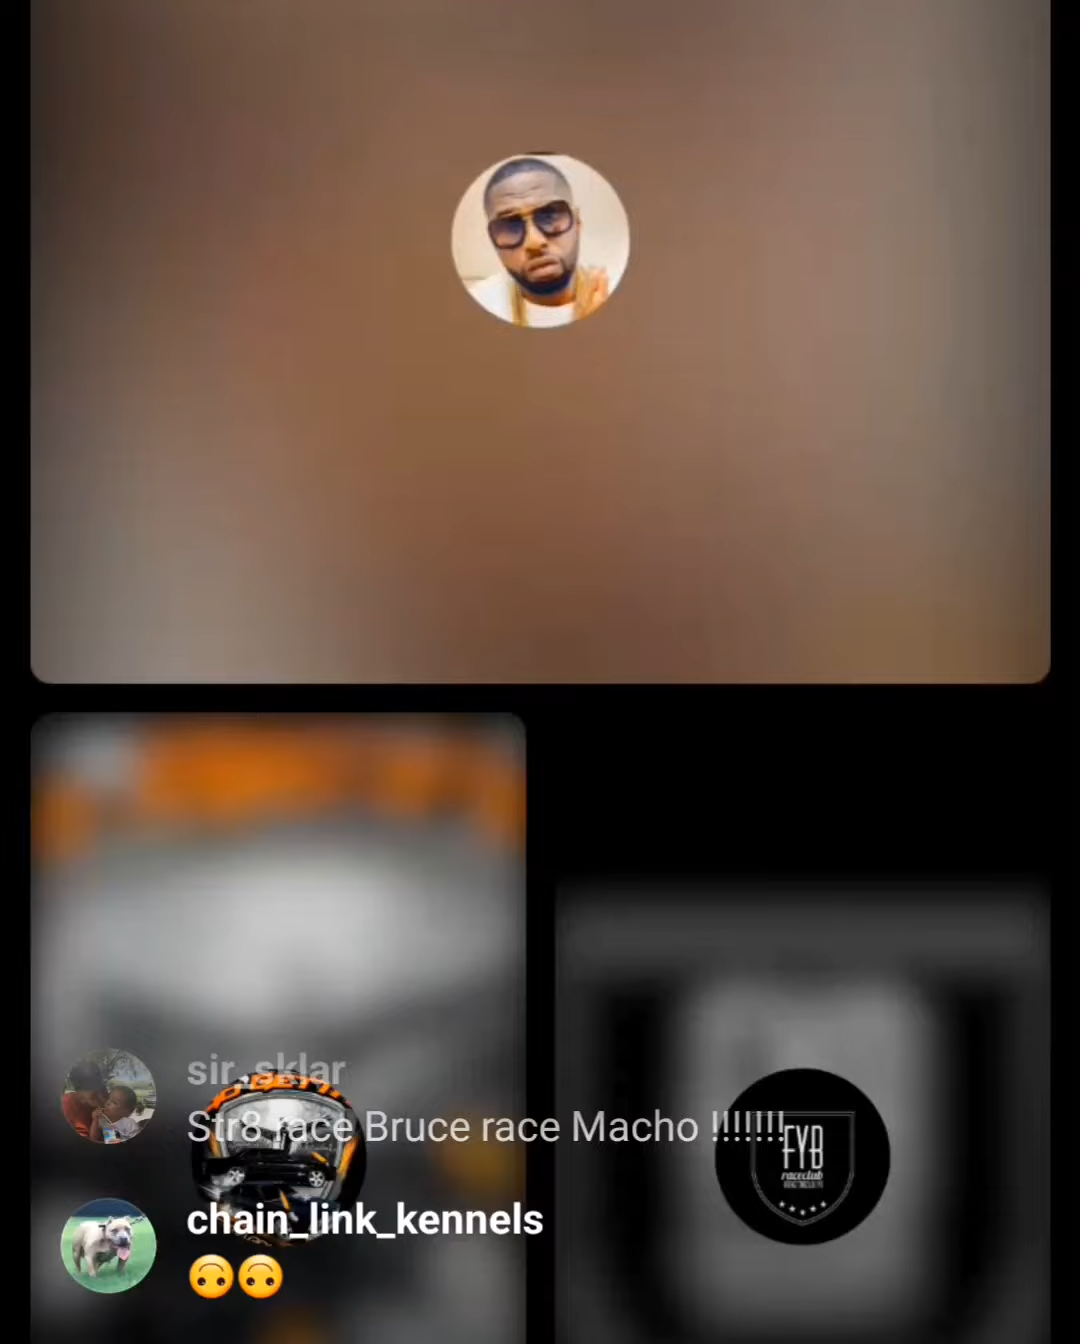 sir_sklar
Str8 race Bruce race Macho !!!!!!!
FYB
raceclub
chain_link_kennels
🙃🙃